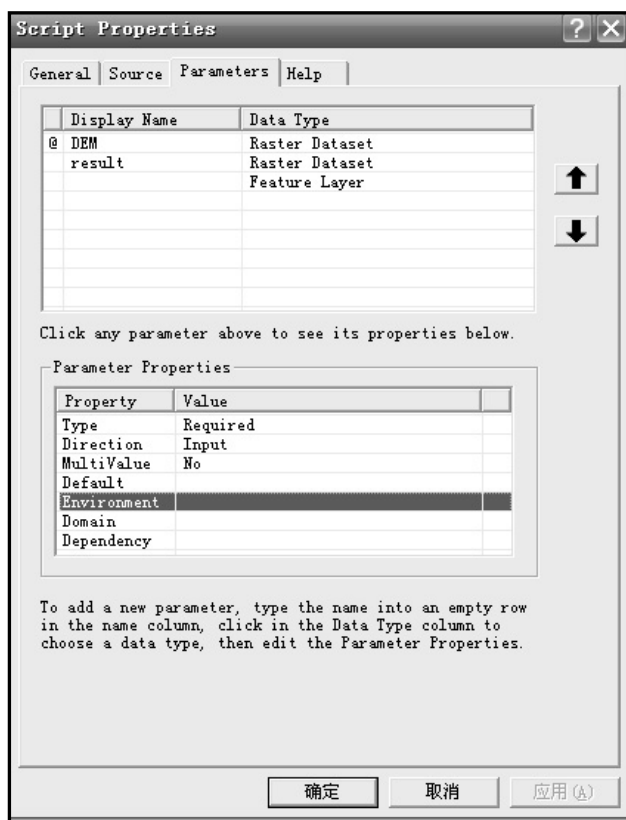 Script Properties
General Source Parameters Help
Display Name Data Type
@ DEM Raster Dataset
result Raster Dataset
Feature Layer
Click any parameter above to see its properties below.
Parameter Properties
Property Value
Type Required
Direction Input
MultiValue No
Default
Environment
Domain
Dependency
To add a new parameter, type the name into an empty row
in the name column, click in the Data Type column to
choose a data type, then edit the Parameter Properties.
确定 取消 应用(A)